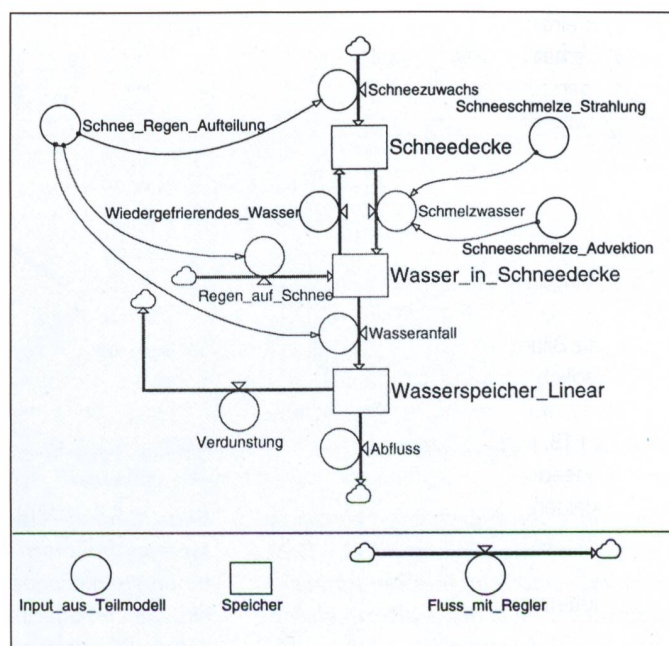 Schneezuwachs
Schneeschmelze_Strahlung
Schnee_Regen_Aufteilung
Schneedecke
Wiedergefrierendes_Wasser
Schmelzwasser
Schneeschmelze_Advektion
Wasser_in_Schneedecke
Regen_auf_Schnee
Wasseranfall
Wasserspeicher_Linear
Verdunstung
Abfluss
Input_aus_Teilmodell
Speicher
Fluss_mit_Regler